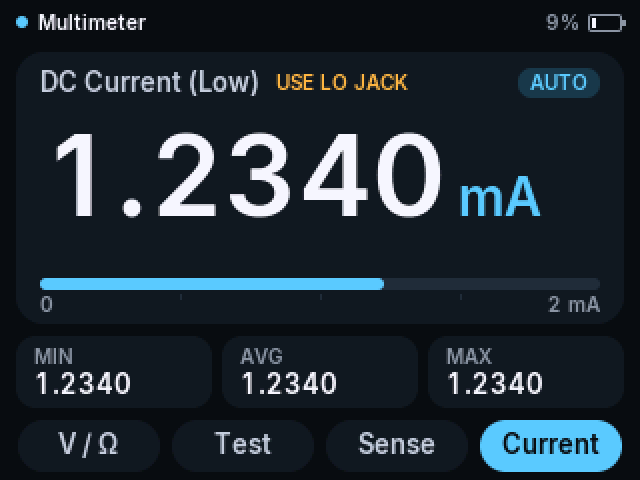 Multimeter 9%
DC Current (Low) USE LO JACK AUTO
1.2340 mA
0 2 mA
MIN AVG MAX
1.2340 1.2340 1.2340
V / Ω Test Sense Current